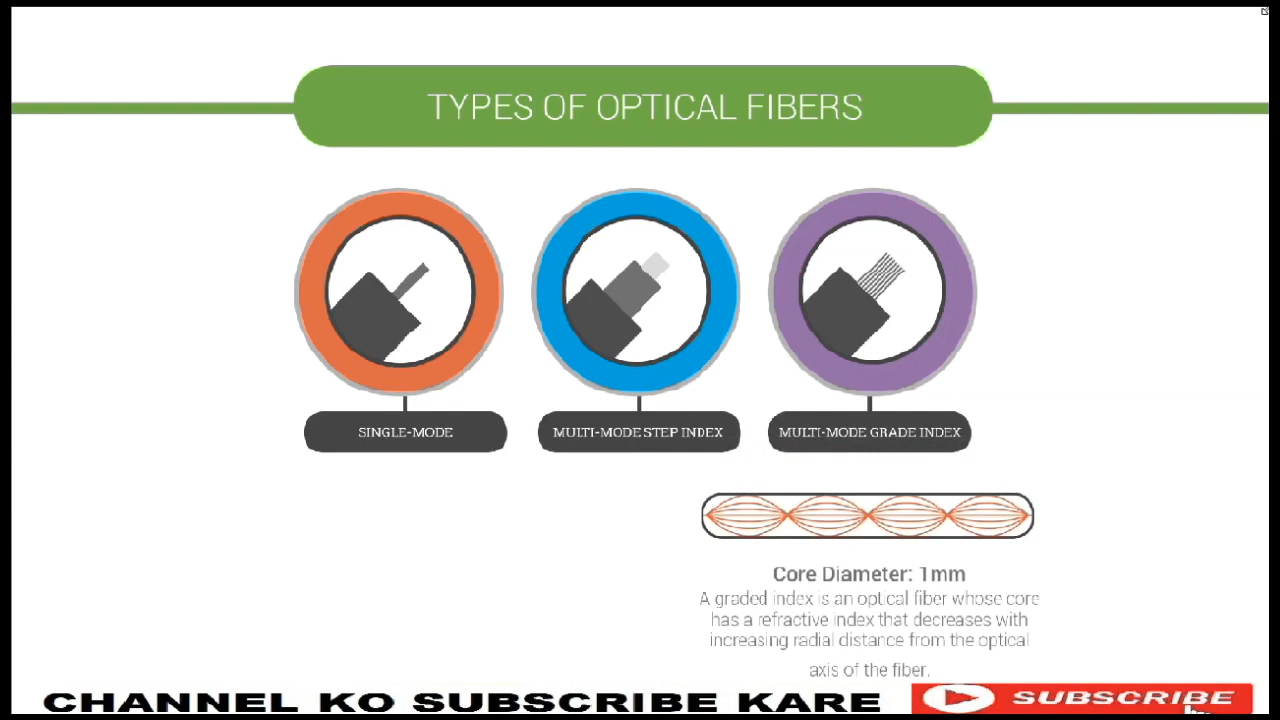 TYPES OF OPTICAL FIBERS
SINGLE-MODE
MULTI-MODE STEP INDEX
MULTI-MODE GRADE INDEX
Core Diameter: 1mm
A graded index is an optical fiber whose core
has a refractive index that decreases with
increasing radial distance from the optical
axis of the fiber.
CHANNEL KO SUBSCRIBE KARE
SUBSCRIBE